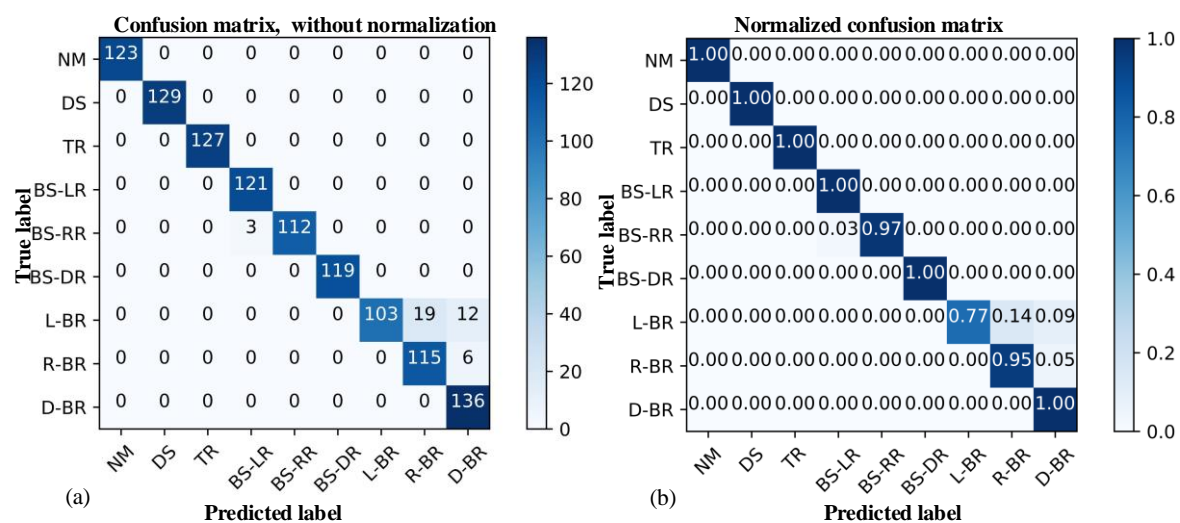 Confusion matrix, without normalization
NM 123 0 0 0 0 0 0 0 0
DS 0 129 0 0 0 0 0 0 0
TR 0 0 127 0 0 0 0 0 0
BS-LR 0 0 0 121 0 0 0 0 0
BS-RR 0 0 0 3 112 0 0 0 0
BS-DR 0 0 0 0 0 119 0 0 0
L-BR 0 0 0 0 0 0 103 19 12
R-BR 0 0 0 0 0 0 0 115 6
D-BR 0 0 0 0 0 0 0 0 136
True label
NM DS TR BS-LR BS-RR BS-DR L-BR R-BR D-BR
Predicted label
120
100
80
60
40
20
0
(a)
Normalized confusion matrix
NM 1.00 0.00 0.00 0.00 0.00 0.00 0.00 0.00 0.00
DS 0.00 1.00 0.00 0.00 0.00 0.00 0.00 0.00 0.00
TR 0.00 0.00 1.00 0.00 0.00 0.00 0.00 0.00 0.00
BS-LR 0.00 0.00 0.00 1.00 0.00 0.00 0.00 0.00 0.00
BS-RR 0.00 0.00 0.00 0.03 0.97 0.00 0.00 0.00 0.00
BS-DR 0.00 0.00 0.00 0.00 0.00 1.00 0.00 0.00 0.00
L-BR 0.00 0.00 0.00 0.00 0.00 0.00 0.77 0.14 0.09
R-BR 0.00 0.00 0.00 0.00 0.00 0.00 0.00 0.95 0.05
D-BR 0.00 0.00 0.00 0.00 0.00 0.00 0.00 0.00 1.00
True label
NM DS TR BS-LR BS-RR BS-DR L-BR R-BR D-BR
Predicted label
1.0
0.8
0.6
0.4
0.2
0.0
(b)